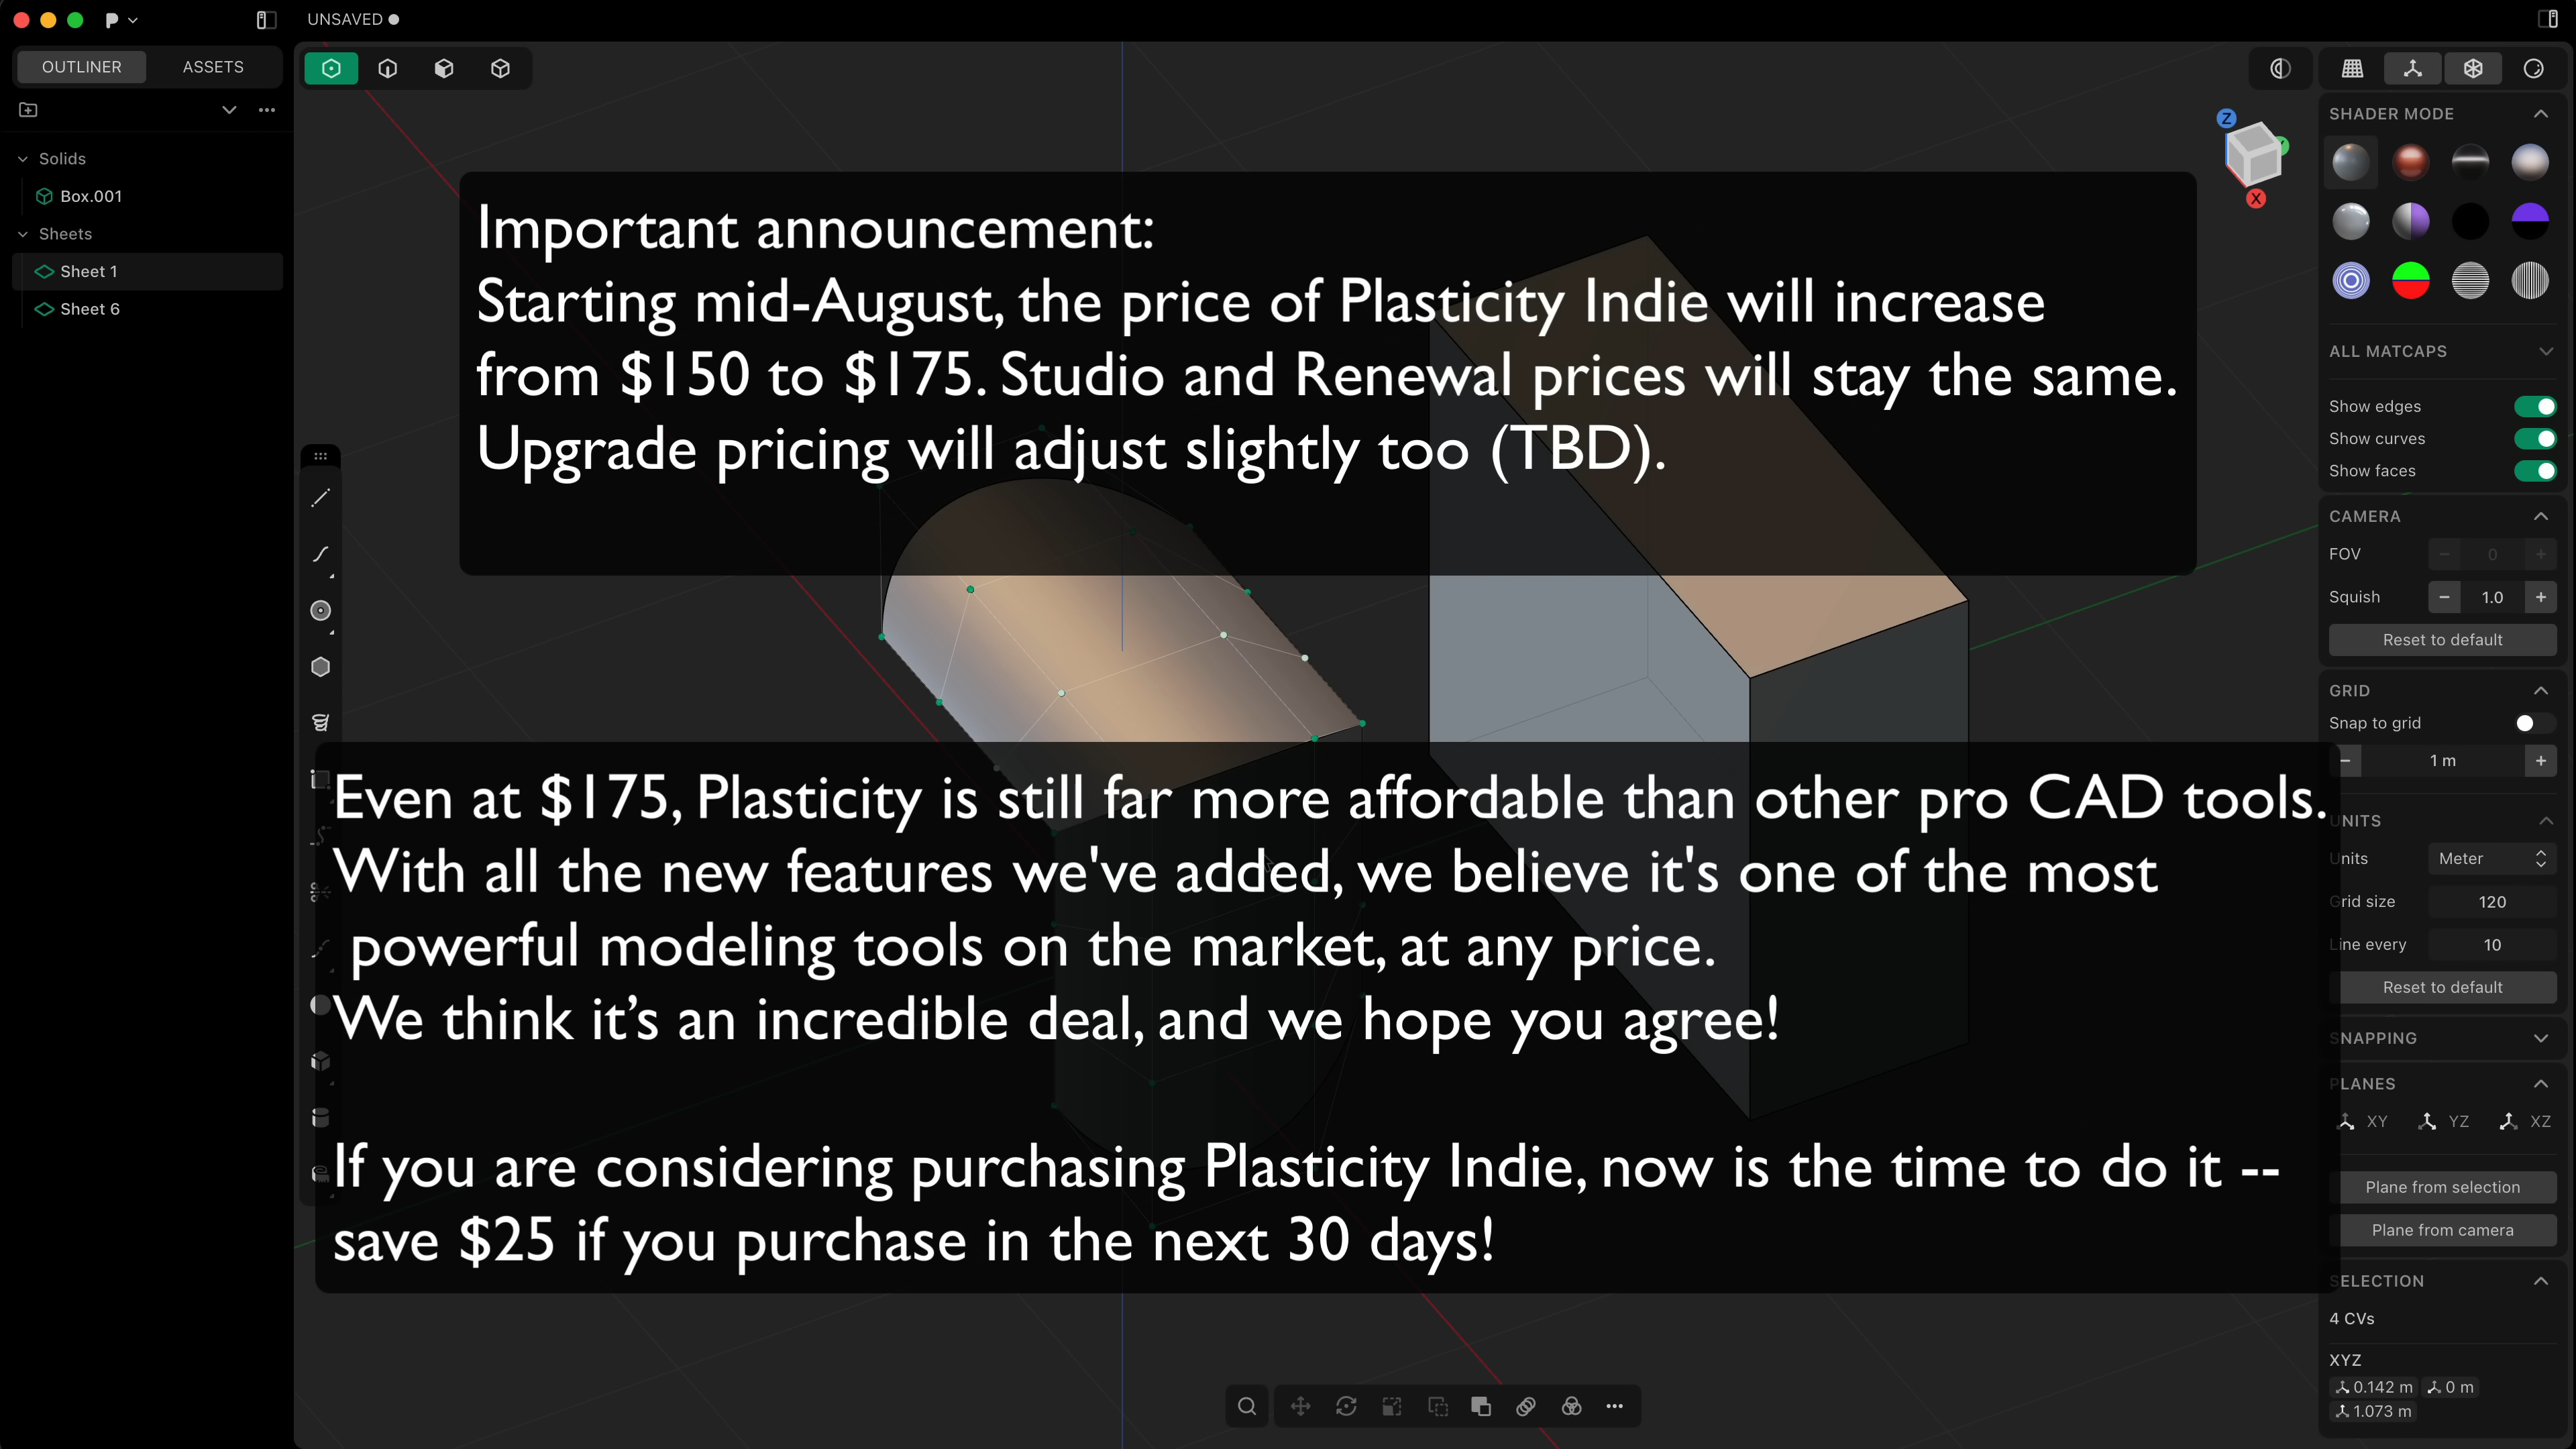 UNSAVED
OUTLINER ASSETS
Solids
Box.001
Sheets
Sheet 1
Sheet 6
Important announcement:
Starting mid-August, the price of Plasticity Indie will increase
from $150 to $175. Studio and Renewal prices will stay the same.
Upgrade pricing will adjust slightly too (TBD).
Even at $175, Plasticity is still far more affordable than other pro CAD tools.
With all the new features we've added, we believe it's one of the most
powerful modeling tools on the market, at any price.
We think it’s an incredible deal, and we hope you agree!
If you are considering purchasing Plasticity Indie, now is the time to do it --
save $25 if you purchase in the next 30 days!
Z
Y
X
SHADER MODE
ALL MATCAPS
Show edges
Show curves
Show faces
CAMERA
FOV − 0 +
Squish − 1.0 +
Reset to default
GRID
Snap to grid
− 1 m +
UNITS
Units Meter
Grid size 120
Line every 10
Reset to default
SNAPPING
PLANES
XY YZ XZ
Plane from selection
Plane from camera
SELECTION
4 CVs
XYZ
0.142 m 0 m
1.073 m